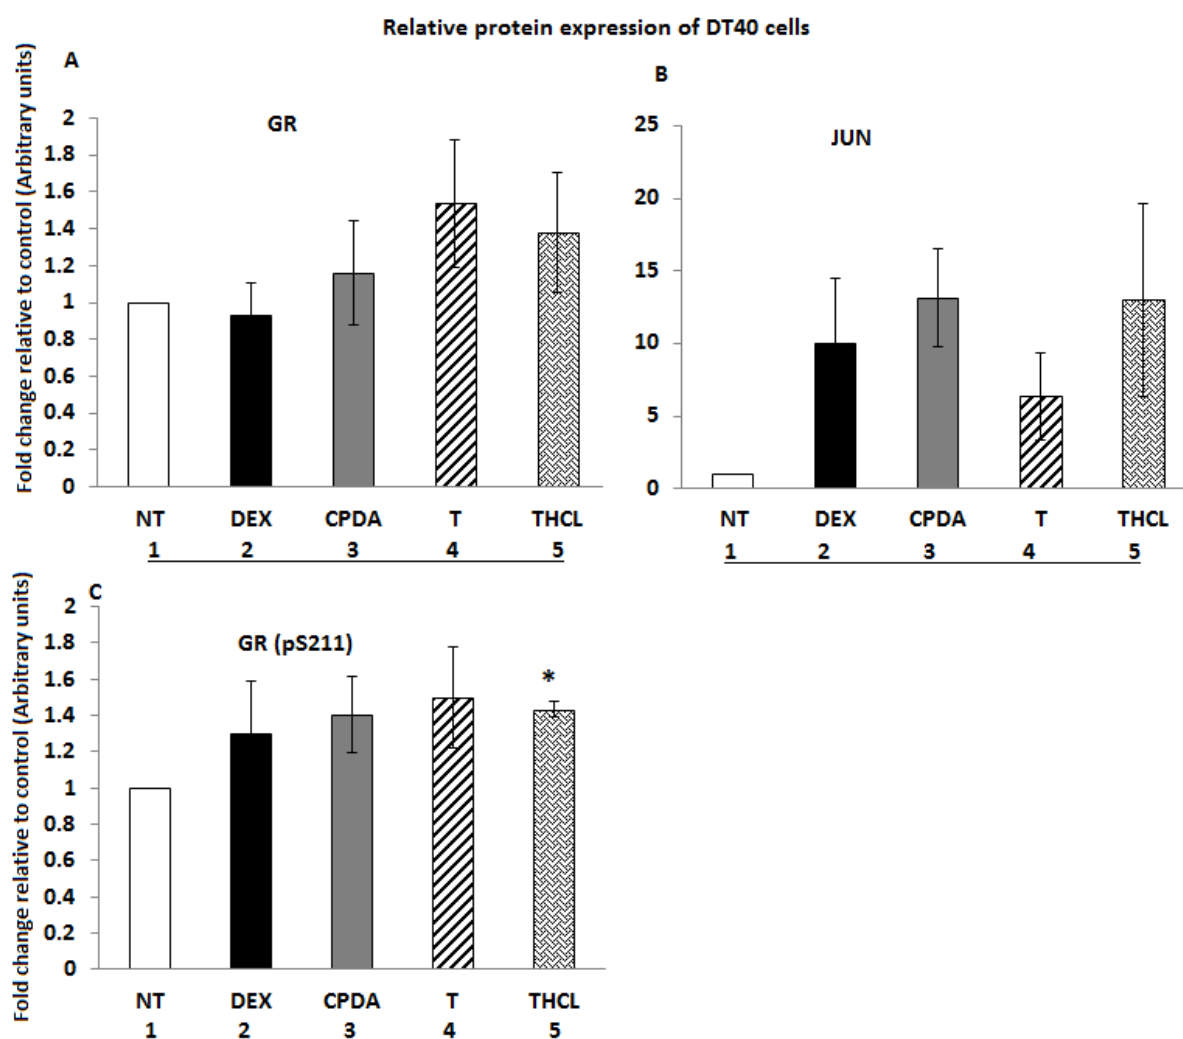 Relative protein expression of DT40 cells
A
GR
Fold change relative to control (Arbitrary units)
2
1.8
1.6
1.4
1.2
1
0.8
0.6
0.4
0.2
0
NT DEX CPDA T THCL
1 2 3 4 5
B
JUN
25
20
15
10
5
0
NT DEX CPDA T THCL
1 2 3 4 5
C
GR (pS211)
Fold change relative to control (Arbitrary units)
2
1.8
1.6
1.4
1.2
1
0.8
0.6
0.4
0.2
0
*
NT DEX CPDA T THCL
1 2 3 4 5